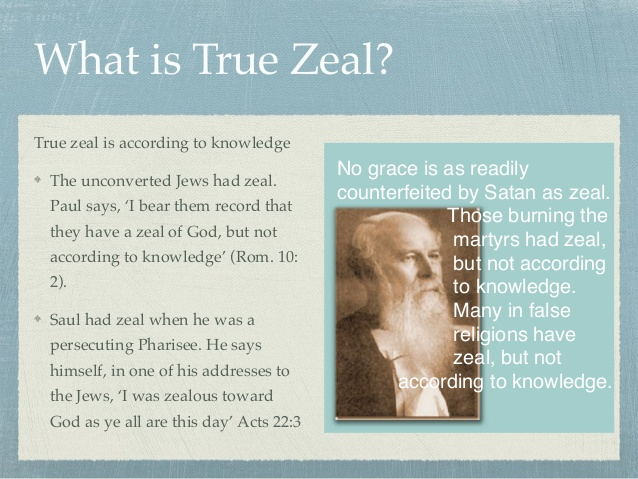 What is True Zeal?
True zeal is according to knowledge
The unconverted Jews had zeal.
Paul says, ‘I bear them record that
they have a zeal of God, but not
according to knowledge’ (Rom. 10:
2).
Saul had zeal when he was a
persecuting Pharisee. He says
himself, in one of his addresses to
the Jews, ‘I was zealous toward
God as ye all are this day’ Acts 22:3
No grace is as readily
counterfeited by Satan as zeal.
Those burning the
martyrs had zeal,
but not according
to knowledge.
Many in false
religions have
zeal, but not
according to knowledge.